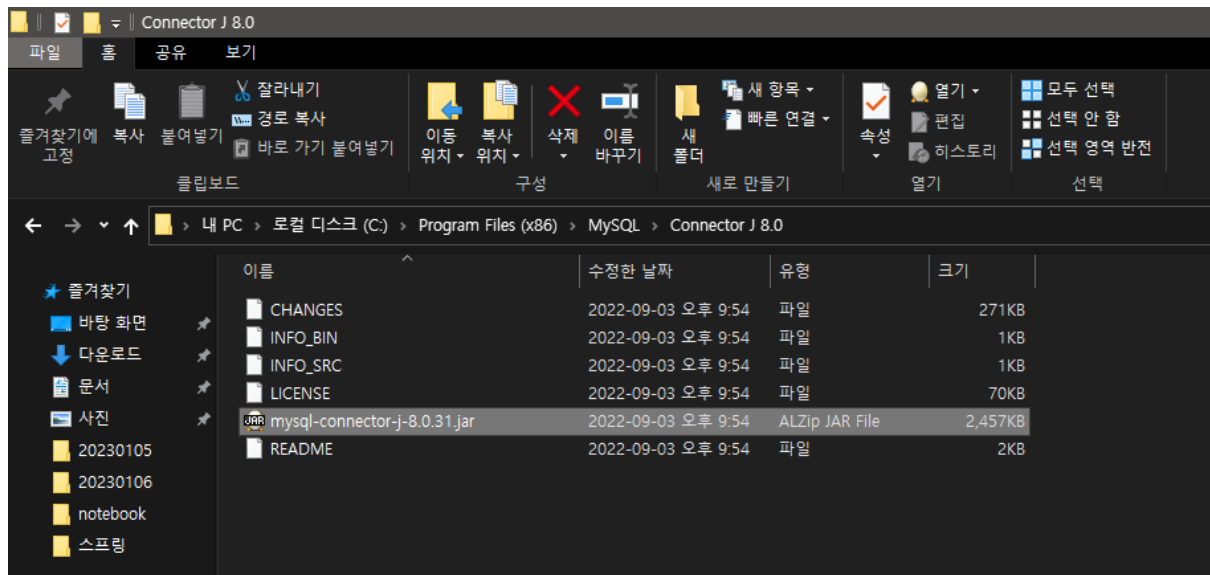 Connector J 8.0
파일 홈 공유 보기
즐겨찾기에 고정
복사
붙여넣기
잘라내기
경로 복사
바로 가기 붙여넣기
클립보드
이동 위치
복사 위치
삭제
이름 바꾸기
구성
새 폴더
새 항목
빠른 연결
새로 만들기
속성
열기
편집
히스토리
열기
모두 선택
선택 안 함
선택 영역 반전
선택
내 PC > 로컬 디스크 (C:) > Program Files (x86) > MySQL > Connector J 8.0
즐겨찾기
바탕 화면
다운로드
문서
사진
20230105
20230106
notebook
스프링
이름 수정한 날짜 유형 크기
CHANGES 2022-09-03 오후 9:54 파일 271KB
INFO_BIN 2022-09-03 오후 9:54 파일 1KB
INFO_SRC 2022-09-03 오후 9:54 파일 1KB
LICENSE 2022-09-03 오후 9:54 파일 70KB
JAR mysql-connector-j-8.0.31.jar 2022-09-03 오후 9:54 ALZip JAR File 2,457KB
README 2022-09-03 오후 9:54 파일 2KB